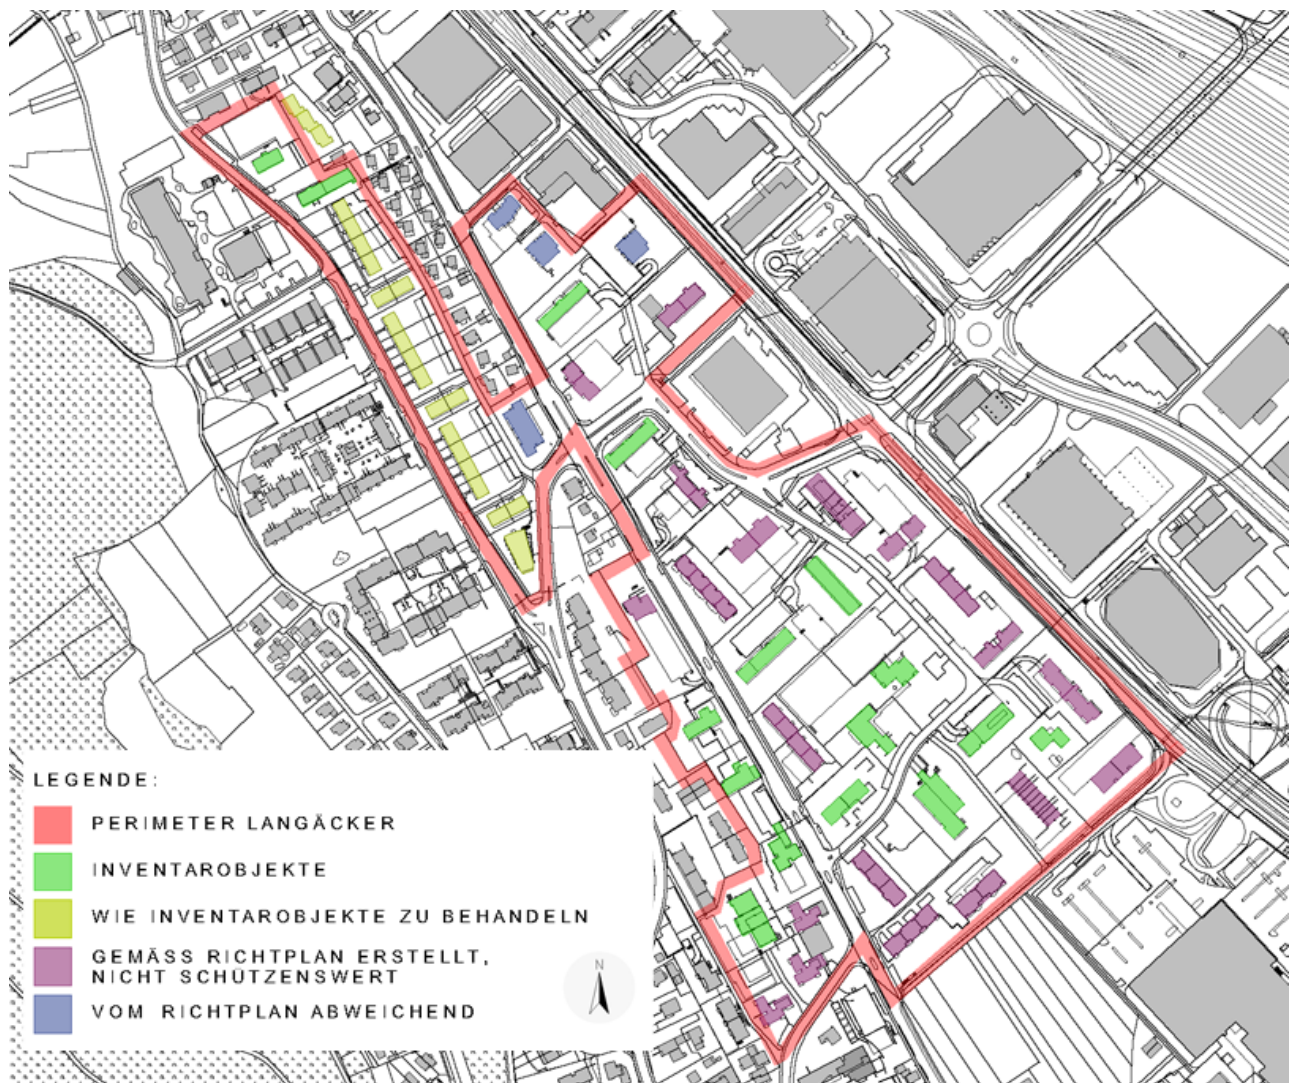 LEGENDE:
PERIMETER LANGÄCKER
INVENTAROBJEKTE
WIE INVENTAROBJEKTE ZU BEHANDELN
GEMÄSS RICHTPLAN ERSTELLT,
NICHT SCHÜTZENSWERT
VOM RICHTPLAN ABWEICHEND
N